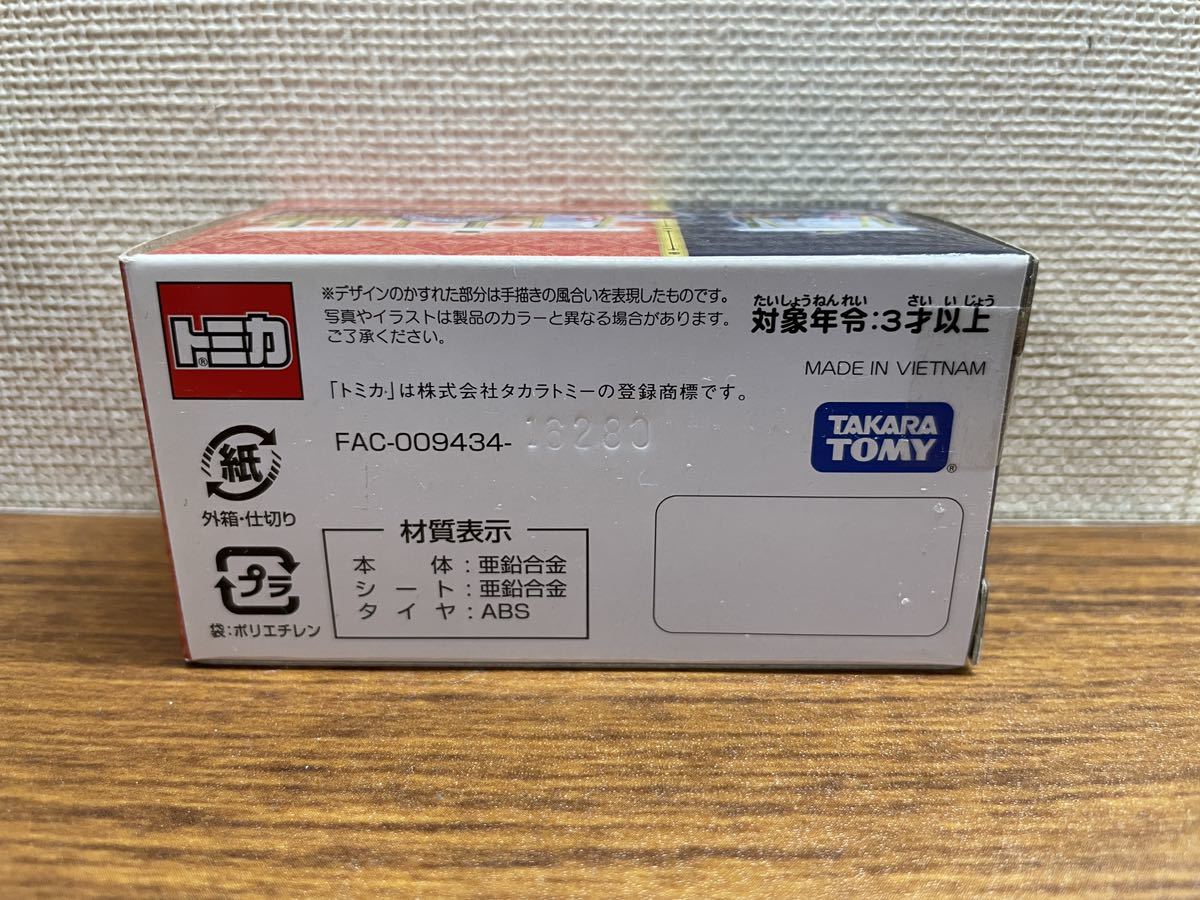 トミカ®
※デザインのかすれた部分は手描きの風合いを表現したものです。
写真やイラストは製品のカラーと異なる場合があります。
ご了承ください。
たいしょうねんれい さい いじょう
対象年令:3才以上
MADE IN VIETNAM
「トミカ」は株式会社タカラトミーの登録商標です。
FAC-009434- 16280
TAKARA
TOMY®
紙
外箱・仕切り
プラ
袋:ポリエチレン
材質表示
本体:亜鉛合金
シート:亜鉛合金
タイヤ:ABS